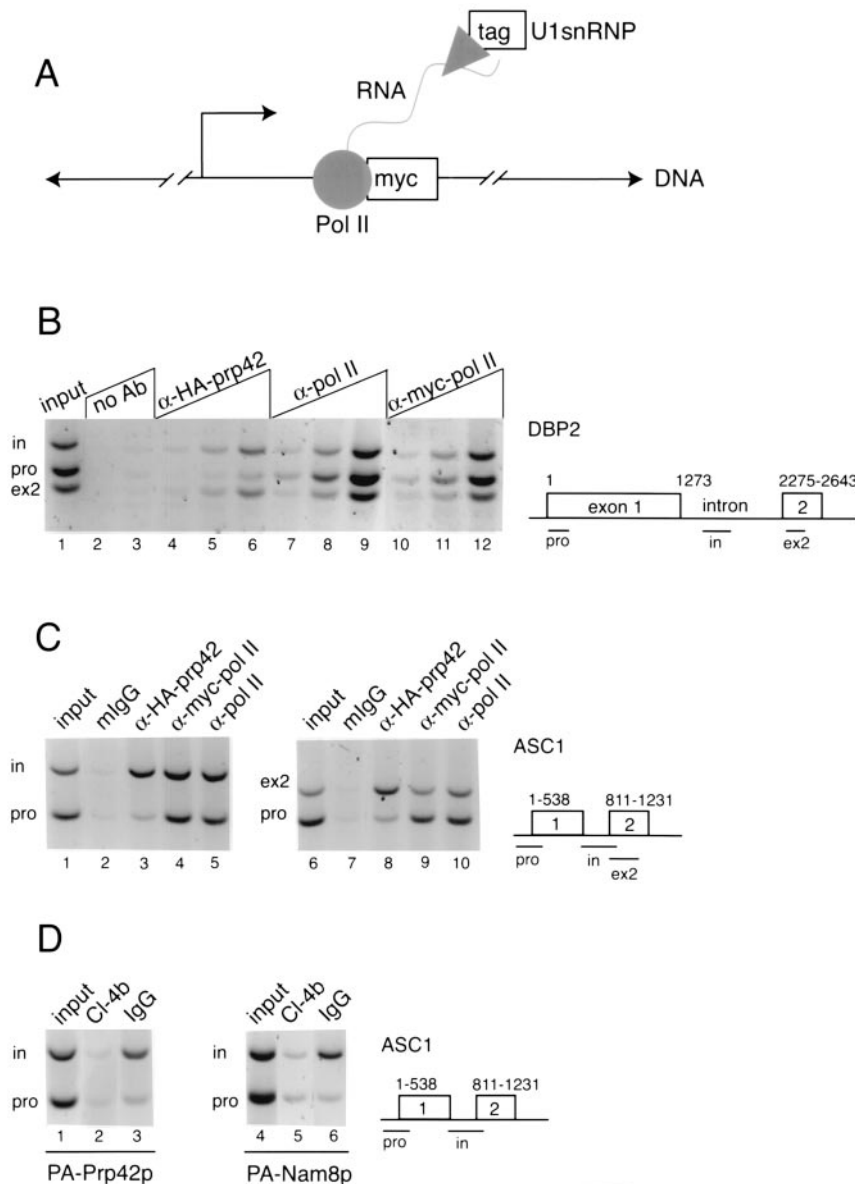 A
tag U1snRNP
RNA
myc
DNA
Pol II
B
input
no Ab
α-HA-prp42
α-pol II
α-myc-pol II
in
pro
ex2
1 2 3 4 5 6 7 8 9 10 11 12
DBP2
1 1273 2275-2643
exon 1 intron 2
pro in ex2
C
input
mIgG
α-HA-prp42
α-myc-pol II
α-pol II
in
pro
1 2 3 4 5
input
mIgG
α-HA-prp42
α-myc-pol II
α-pol II
ex2
pro
6 7 8 9 10
ASC1
1-538 811-1231
1 2
pro in
ex2
D
input
Cl-4b
IgG
in
pro
1 2 3
PA-Prp42p
input
Cl-4b
IgG
in
pro
4 5 6
PA-Nam8p
ASC1
1-538 811-1231
1 2
pro in